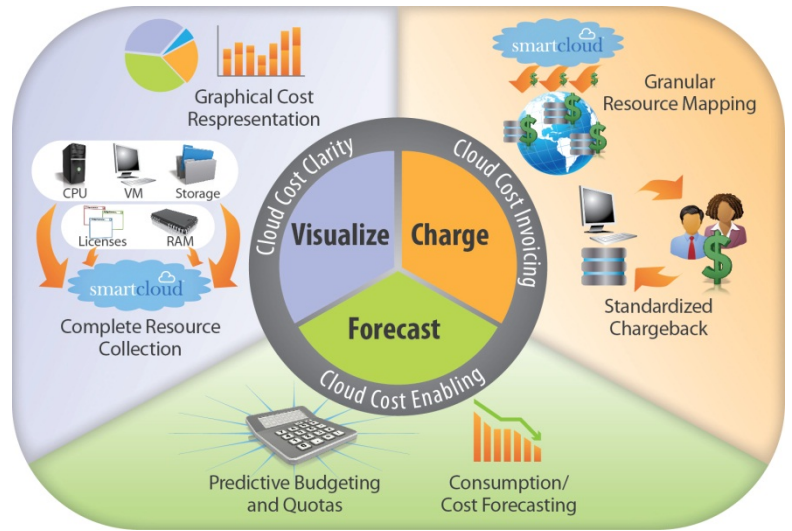 Graphical Cost
Respresentation
CPU
VM
Storage
Licenses
RAM
smartcloud
Complete Resource
Collection
smartcloud
Granular
Resource Mapping
Standardized
Chargeback
Cloud Cost Clarity
Cloud Cost Invoicing
Visualize
Charge
Forecast
Cloud Cost Enabling
Predictive Budgeting
and Quotas
Consumption/
Cost Forecasting